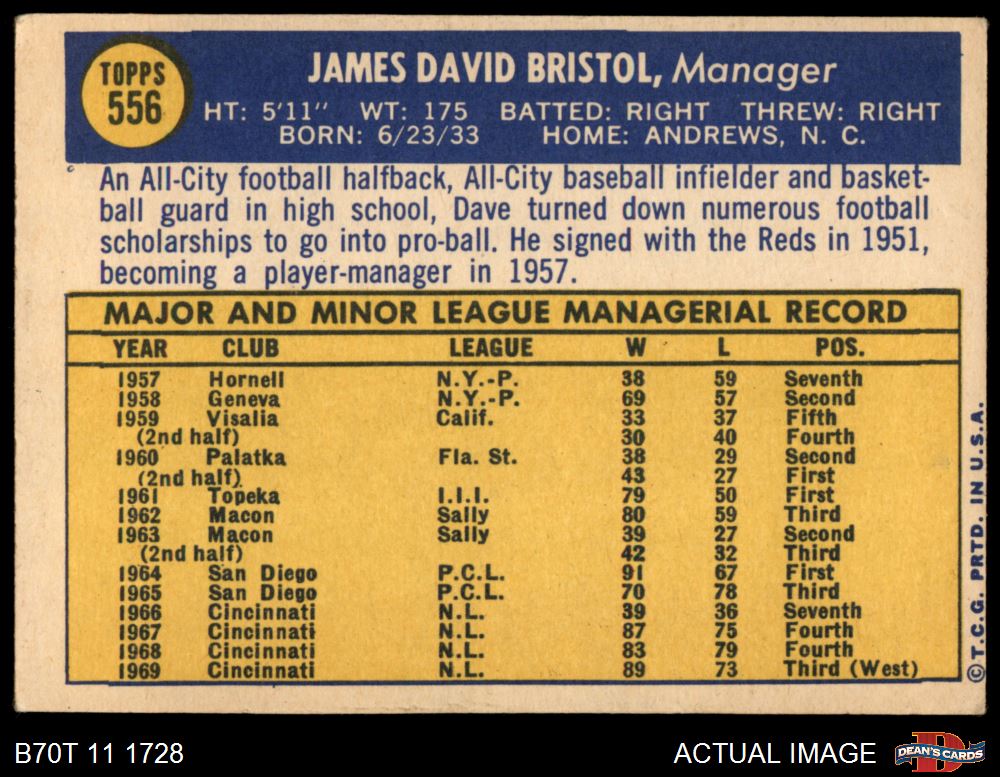 TOPPS
556
JAMES DAVID BRISTOL, Manager
HT: 5'11" WT: 175 BATTED: RIGHT THREW: RIGHT
BORN: 6/23/33 HOME: ANDREWS, N. C.
An All-City football halfback, All-City baseball infielder and basket-
ball guard in high school, Dave turned down numerous football
scholarships to go into pro-ball. He signed with the Reds in 1951,
becoming a player-manager in 1957.
MAJOR AND MINOR LEAGUE MANAGERIAL RECORD
YEAR CLUB LEAGUE W L POS.
1957 Hornell N.Y.-P. 38 59 Seventh
1958 Geneva N.Y.-P. 69 57 Second
1959 Visalia Calif. 33 37 Fifth
(2nd half) 30 40 Fourth
1960 Palatka Fla. St. 38 29 Second
(2nd half) 43 27 First
1961 Topeka I.I.I. 79 50 First
1962 Macon Sally 80 59 Third
1963 Macon Sally 39 27 Second
(2nd half) 42 32 Third
1964 San Diego P.C.L. 91 67 First
1965 San Diego P.C.L. 70 78 Third
1966 Cincinnati N.L. 39 36 Seventh
1967 Cincinnati N.L. 87 75 Fourth
1968 Cincinnati N.L. 83 79 Fourth
1969 Cincinnati N.L. 89 73 Third (West)
© T.C.G. PRTD. IN U.S.A.
B70T 11 1728
ACTUAL IMAGE
D
DEAN'S CARDS